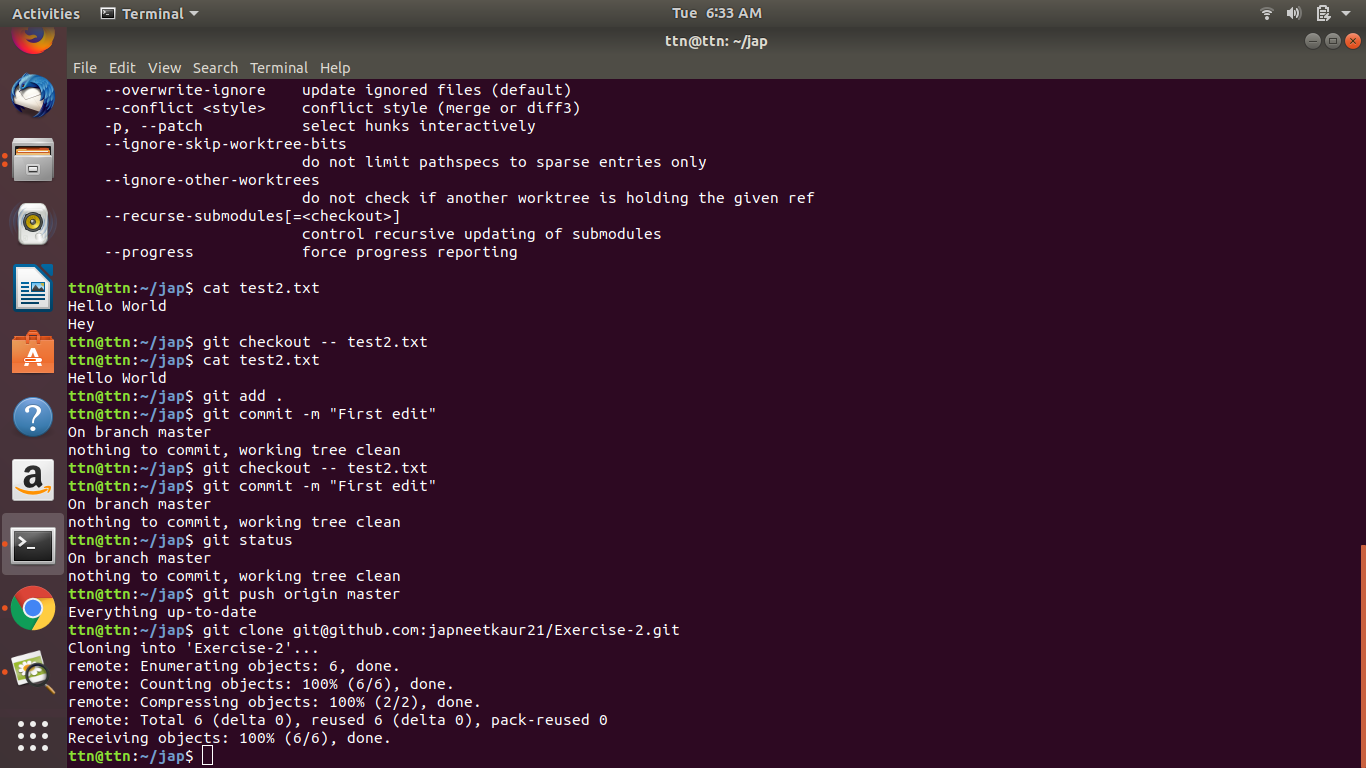 Activities Terminal Tue 6:33 AM
ttn@ttn: ~/jap
File Edit View Search Terminal Help
--overwrite-ignore update ignored files (default)
--conflict <style> conflict style (merge or diff3)
-p, --patch select hunks interactively
--ignore-skip-worktree-bits
do not limit pathspecs to sparse entries only
--ignore-other-worktrees
do not check if another worktree is holding the given ref
--recurse-submodules[=<checkout>]
control recursive updating of submodules
--progress force progress reporting
ttn@ttn:~/jap$ cat test2.txt
Hello World
Hey
ttn@ttn:~/jap$ git checkout -- test2.txt
ttn@ttn:~/jap$ cat test2.txt
Hello World
ttn@ttn:~/jap$ git add .
ttn@ttn:~/jap$ git commit -m "First edit"
On branch master
nothing to commit, working tree clean
ttn@ttn:~/jap$ git checkout -- test2.txt
ttn@ttn:~/jap$ git commit -m "First edit"
On branch master
nothing to commit, working tree clean
ttn@ttn:~/jap$ git status
On branch master
nothing to commit, working tree clean
ttn@ttn:~/jap$ git push origin master
Everything up-to-date
ttn@ttn:~/jap$ git clone git@github.com:japneetkaur21/Exercise-2.git
Cloning into 'Exercise-2'...
remote: Enumerating objects: 6, done.
remote: Counting objects: 100% (6/6), done.
remote: Compressing objects: 100% (2/2), done.
remote: Total 6 (delta 0), reused 6 (delta 0), pack-reused 0
Receiving objects: 100% (6/6), done.
ttn@ttn:~/jap$